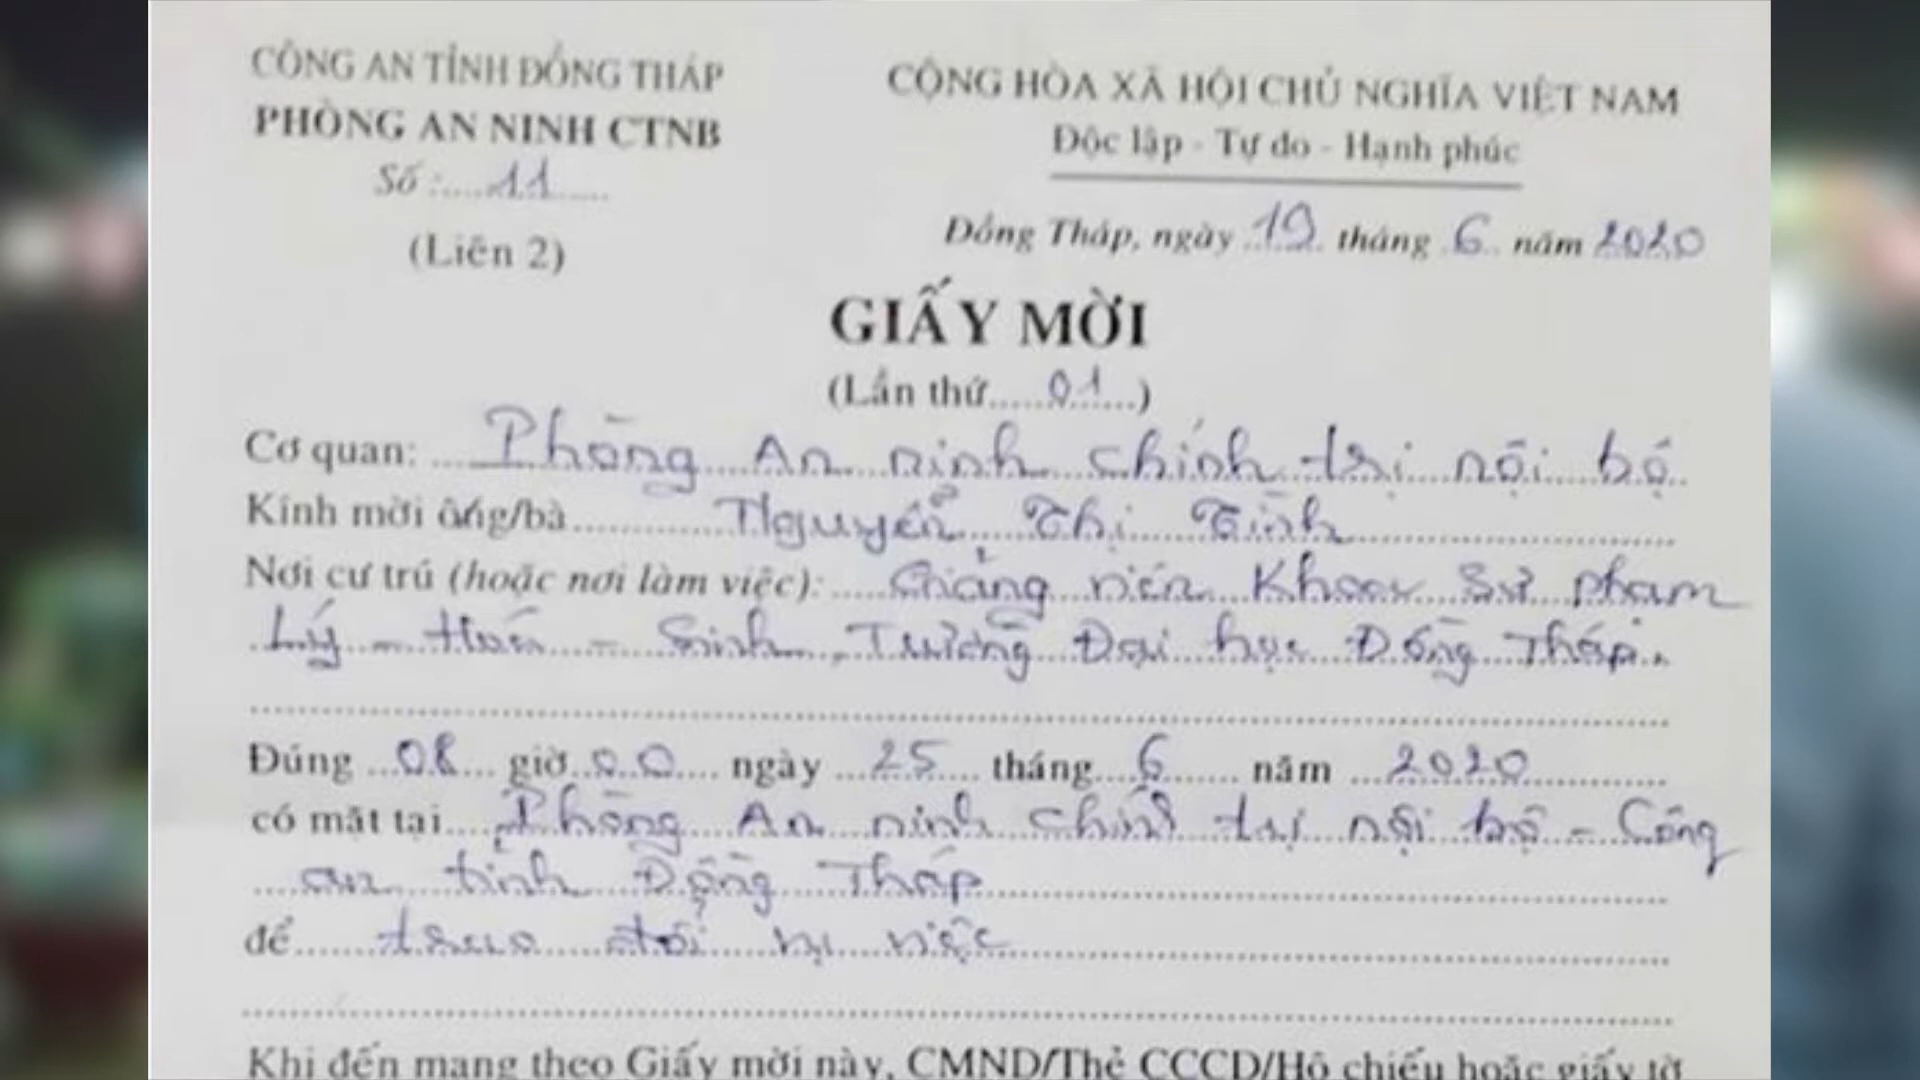 CÔNG AN TỈNH ĐỒNG THÁP
PHÒNG AN NINH CTNB
Số :.....11......
(Liên 2)
CỘNG HÒA XÃ HỘI CHỦ NGHĨA VIỆT NAM
Độc lập - Tự do - Hạnh phúc
Đồng Tháp, ngày 19 tháng 6 năm 2020
GIẤY MỜI
(Lần thứ.....01....)
Cơ quan: Phòng An ninh chính trị nội bộ
Kính mời ông/bà Nguyễn Thị Tình
Nơi cư trú (hoặc nơi làm việc): Giảng viên Khoa Sư phạm
Lý - Hóa - Sinh, Trường Đại học Đồng Tháp.
Đúng 08 giờ 00 ngày 25 tháng 6 năm 2020
có mặt tại Phòng An ninh chính trị nội bộ - Công
an tỉnh Đồng Tháp
để trao đổi vụ việc
Khi đến mang theo Giấy mời này, CMND/Thẻ CCCD/Hộ chiếu hoặc giấy tờ